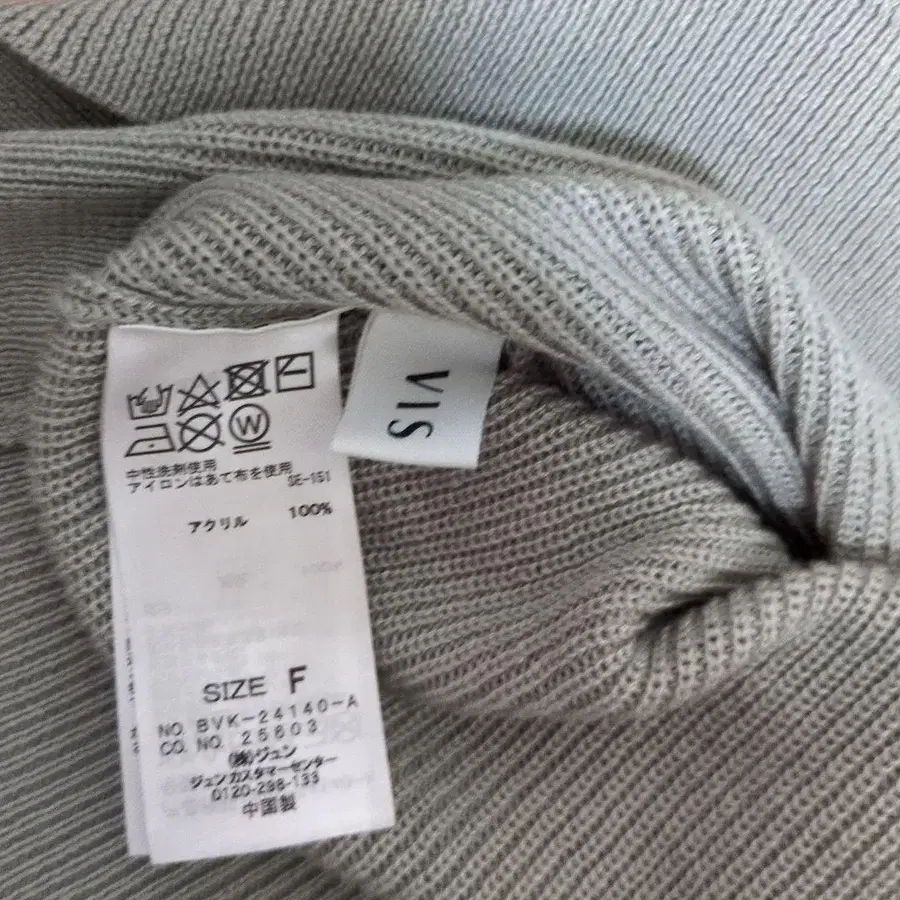 VIS
W
中性洗剤使用
アイロンはあて布を使用
SE-151
アクリル 100%
SIZE F
NO. BVK-24140-A
CO. NO. 25603
(株)ジュン
ジュンカスタマーセンター
0120-298-133
中国製